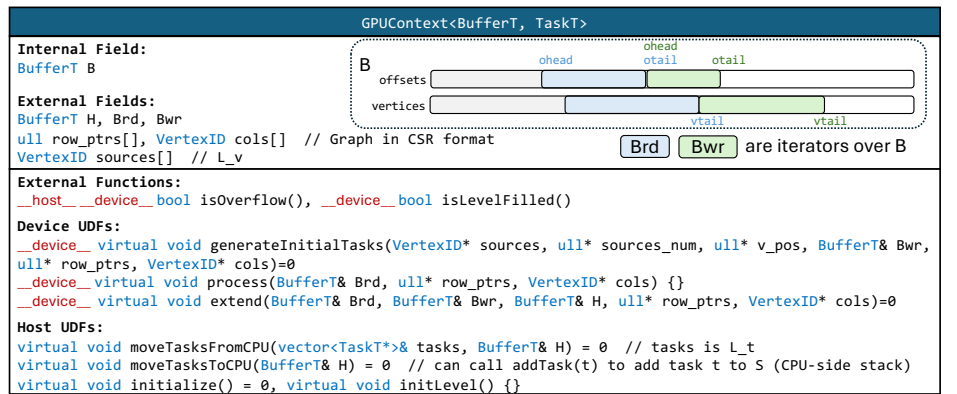 GPUContext<BufferT, TaskT>
Internal Field:
BufferT B
External Fields:
BufferT H, Brd, Bwr
ull row_ptrs[], VertexID cols[]  // Graph in CSR format
VertexID sources[]  // L_v
B
ohead
ohead
otail
otail
offsets
vertices
vtail
vtail
Brd Bwr are iterators over B
External Functions:
__host__ __device__ bool isOverflow(), __device__ bool isLevelFilled()
Device UDFs:
__device__ virtual void generateInitialTasks(VertexID* sources, ull* sources_num, ull* v_pos, BufferT& Bwr,
ull* row_ptrs, VertexID* cols)=0
__device__ virtual void process(BufferT& Brd, ull* row_ptrs, VertexID* cols) {}
__device__ virtual void extend(BufferT& Brd, BufferT& Bwr, BufferT& H, ull* row_ptrs, VertexID* cols)=0
Host UDFs:
virtual void moveTasksFromCPU(vector<TaskT*>& tasks, BufferT& H) = 0  // tasks is L_t
virtual void moveTasksToCPU(BufferT& H) = 0  // can call addTask(t) to add task t to S (CPU-side stack)
virtual void initialize() = 0, virtual void initLevel() {}